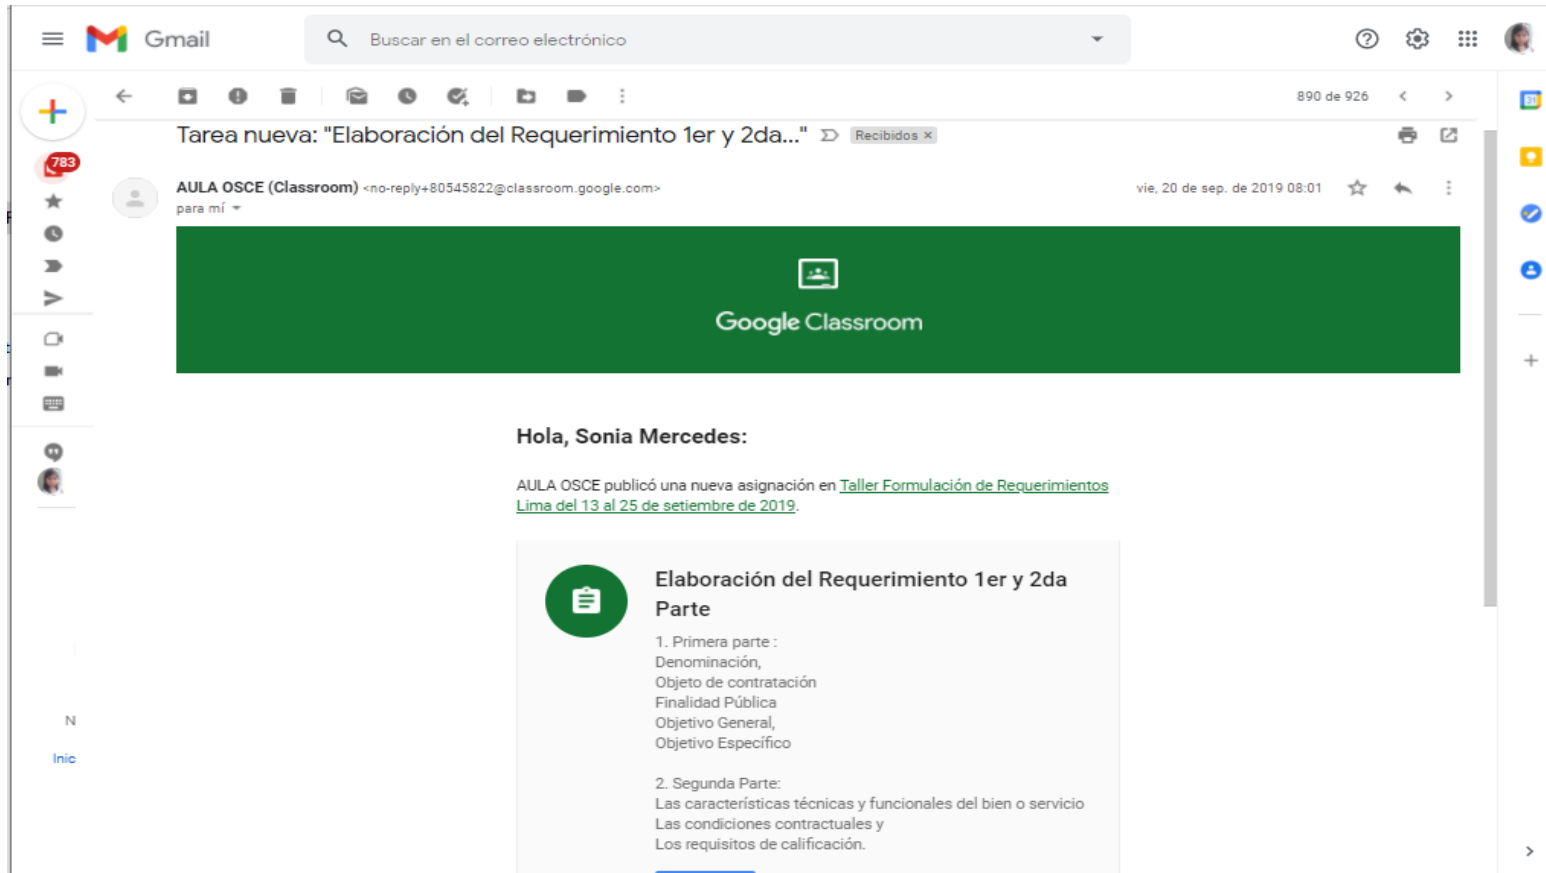 Gmail
Buscar en el correo electrónico
890 de 926
31
Tarea nueva: "Elaboración del Requerimiento 1er y 2da..."
Recibidos ×
783
AULA OSCE (Classroom) <no-reply+80545822@classroom.google.com>
vie, 20 de sep. de 2019 08:01
para mí
Google Classroom
Hola, Sonia Mercedes:
AULA OSCE publicó una nueva asignación en Taller Formulación de Requerimientos
Lima del 13 al 25 de setiembre de 2019.
Elaboración del Requerimiento 1er y 2da
Parte
1. Primera parte :
Denominación,
Objeto de contratación
Finalidad Pública
Objetivo General,
Objetivo Específico
2. Segunda Parte:
Las características técnicas y funcionales del bien o servicio
Las condiciones contractuales y
Los requisitos de calificación.
N
Inic